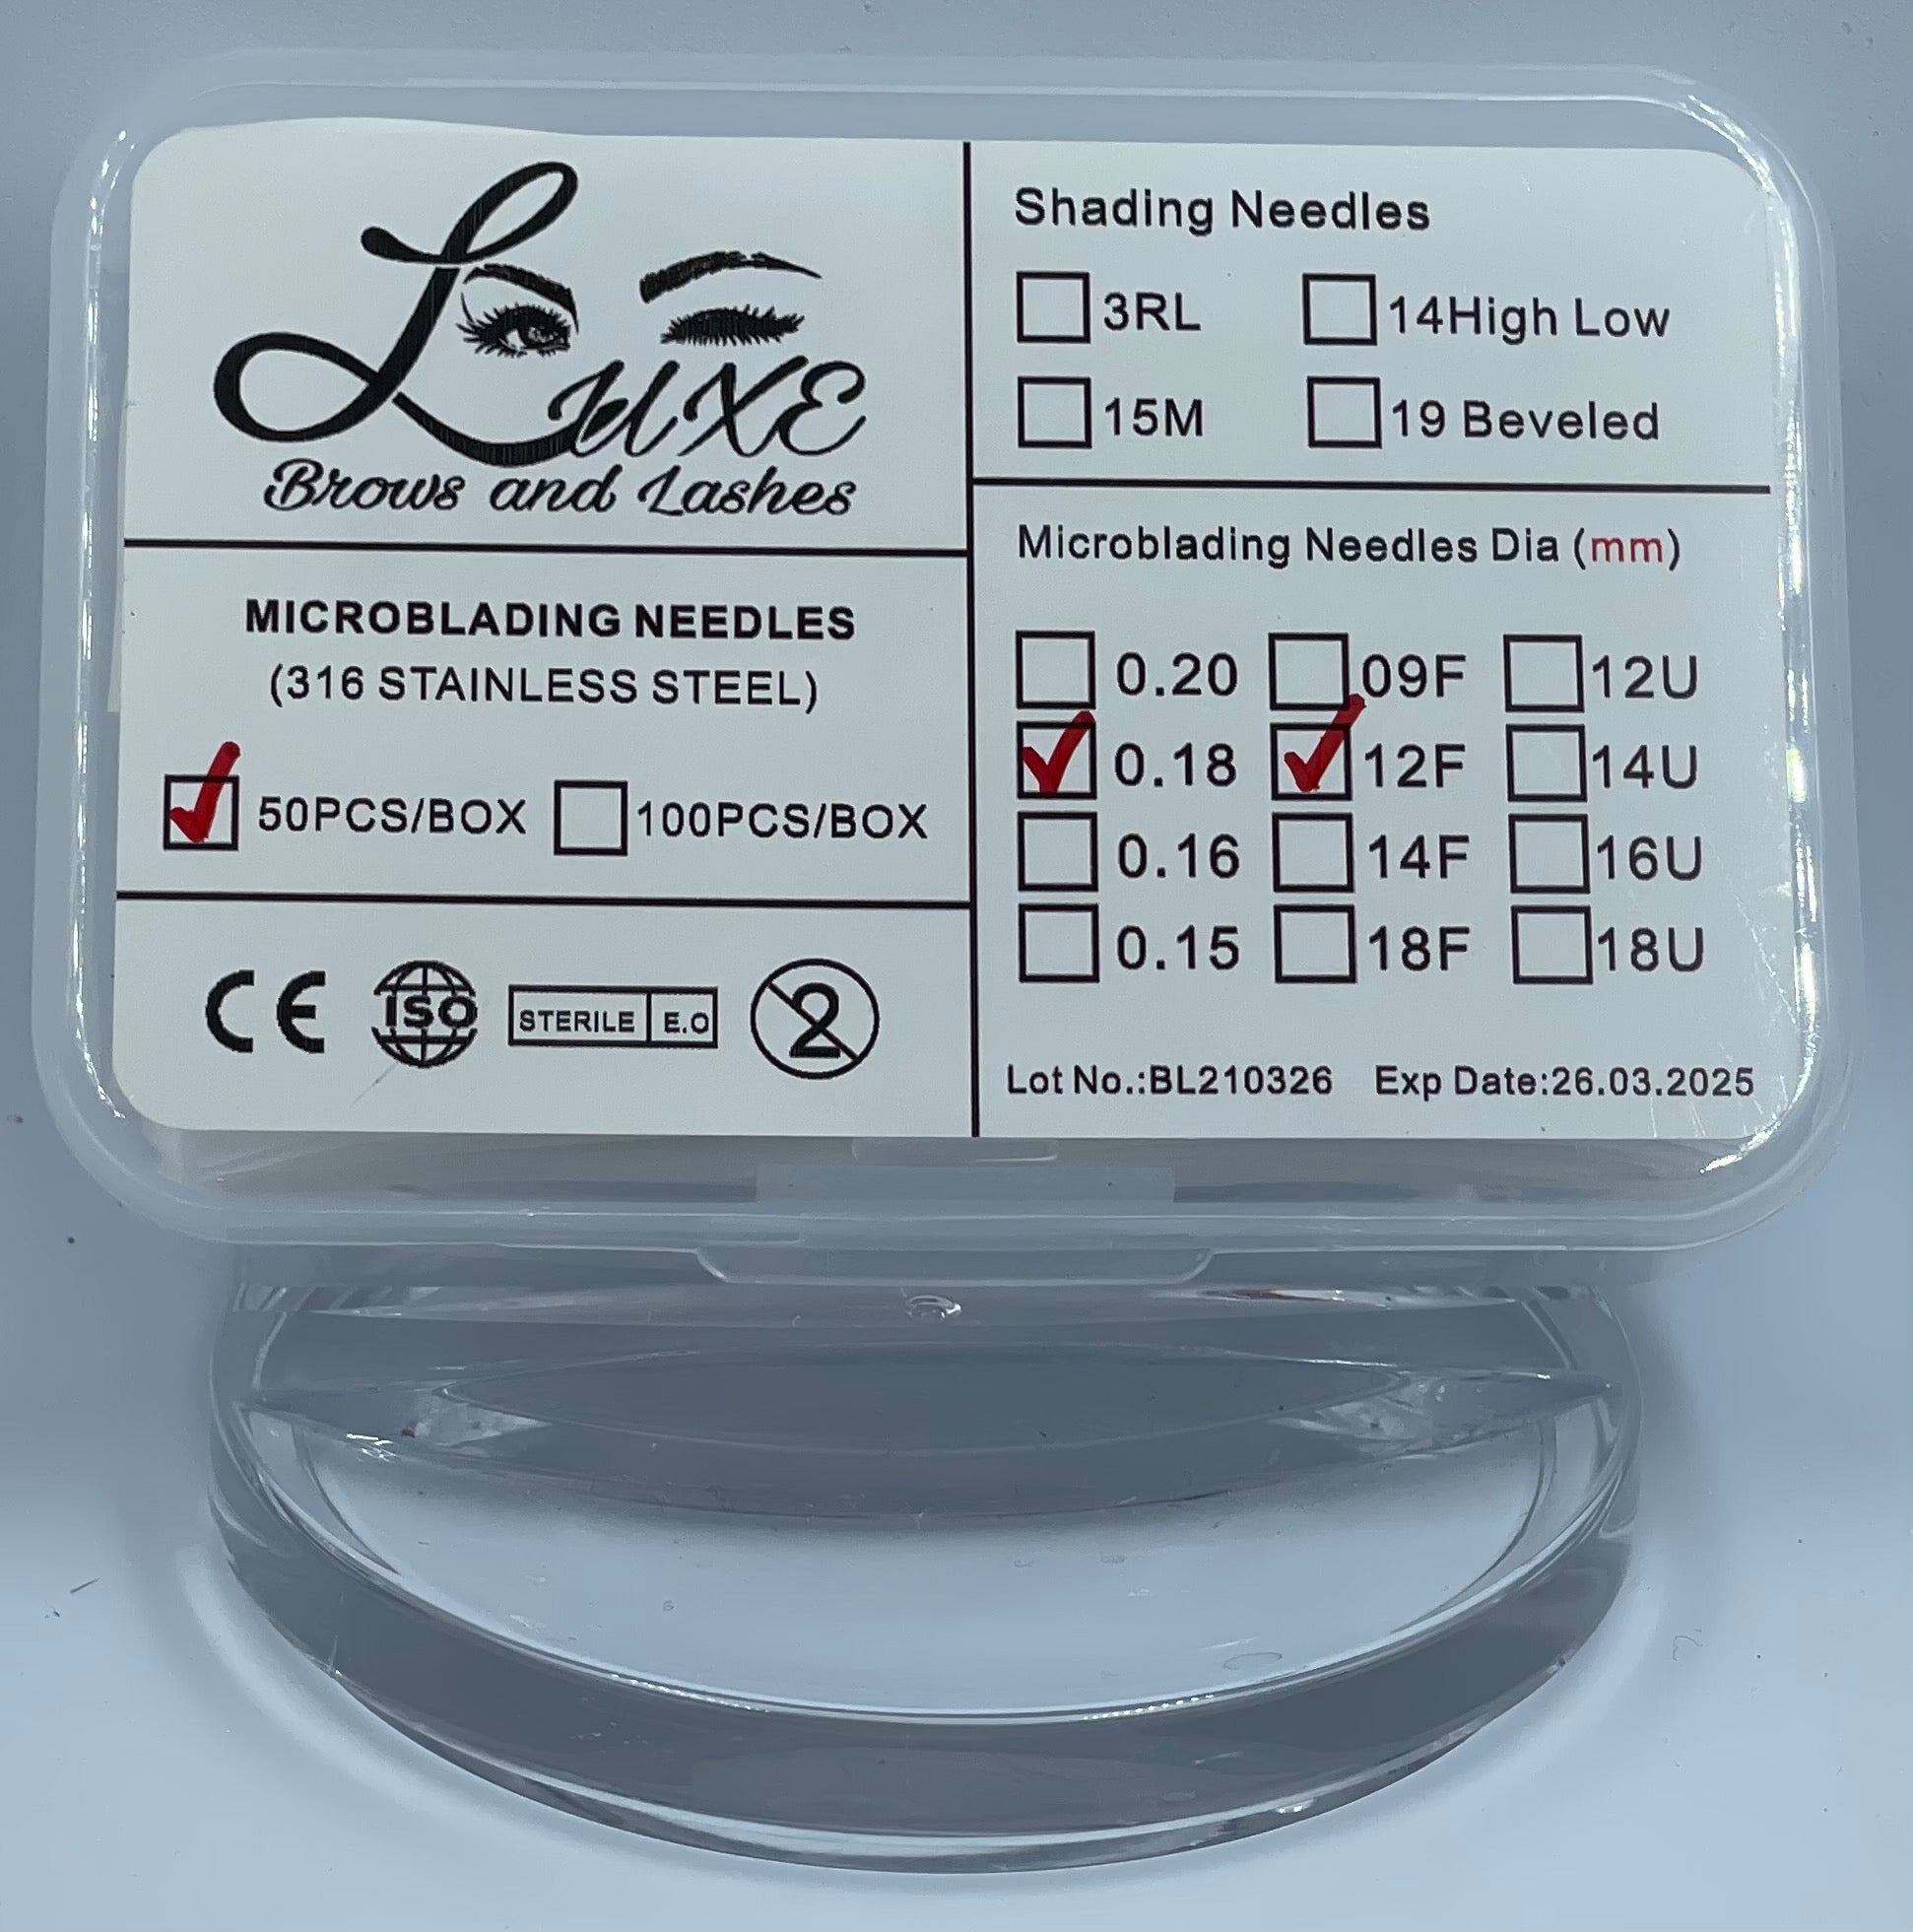 LUXE
Brows and Lashes
MICROBLADING NEEDLES
(316 STAINLESS STEEL)
50PCS/BOX 100PCS/BOX
CE ISO STERILE E.O 2
Shading Needles
3RL 14High Low
15M 19 Beveled
Microblading Needles Dia (mm)
0.20 09F 12U
0.18 12F 14U
0.16 14F 16U
0.15 18F 18U
Lot No.:BL210326 Exp Date:26.03.2025